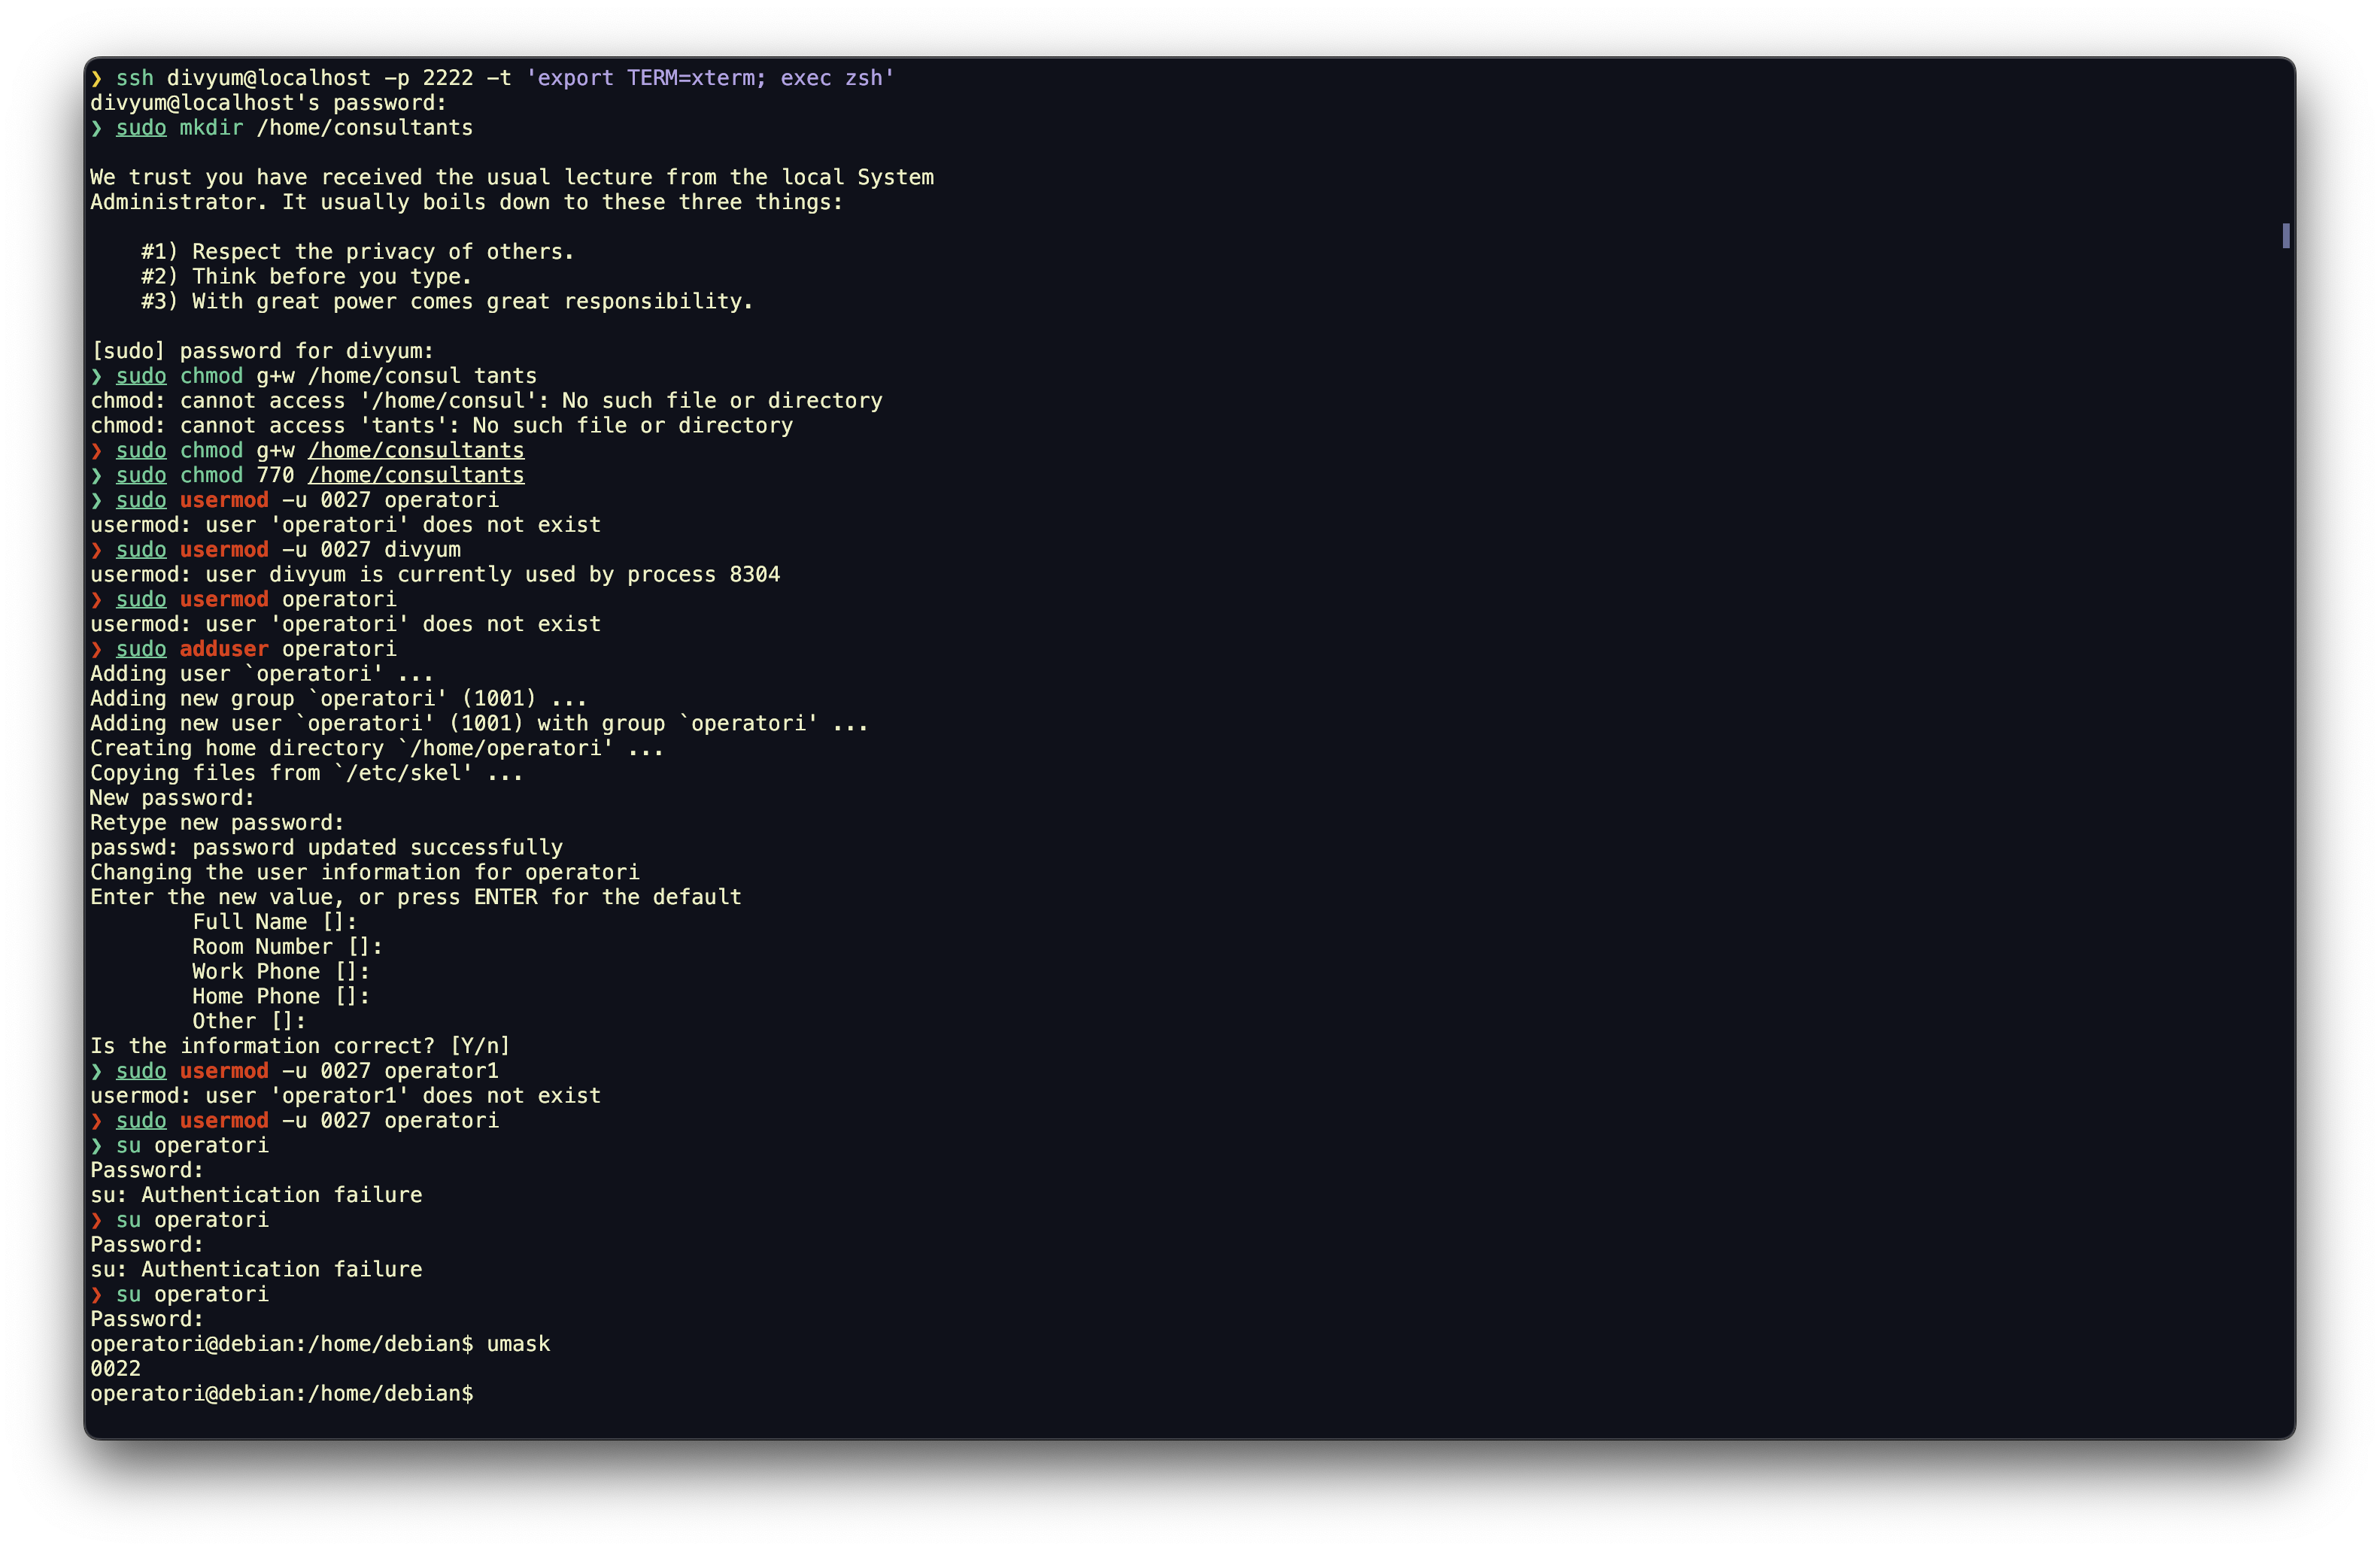 ❯ ssh divyum@localhost -p 2222 -t 'export TERM=xterm; exec zsh'
divyum@localhost's password:
❯ sudo mkdir /home/consultants

We trust you have received the usual lecture from the local System
Administrator. It usually boils down to these three things:

    #1) Respect the privacy of others.
    #2) Think before you type.
    #3) With great power comes great responsibility.

[sudo] password for divyum:
❯ sudo chmod g+w /home/consul tants
chmod: cannot access '/home/consul': No such file or directory
chmod: cannot access 'tants': No such file or directory
❯ sudo chmod g+w /home/consultants
❯ sudo chmod 770 /home/consultants
❯ sudo usermod -u 0027 operatori
usermod: user 'operatori' does not exist
❯ sudo usermod -u 0027 divyum
usermod: user divyum is currently used by process 8304
❯ sudo usermod operatori
usermod: user 'operatori' does not exist
❯ sudo adduser operatori
Adding user `operatori' ...
Adding new group `operatori' (1001) ...
Adding new user `operatori' (1001) with group `operatori' ...
Creating home directory `/home/operatori' ...
Copying files from `/etc/skel' ...
New password:
Retype new password:
passwd: password updated successfully
Changing the user information for operatori
Enter the new value, or press ENTER for the default
        Full Name []:
        Room Number []:
        Work Phone []:
        Home Phone []:
        Other []:
Is the information correct? [Y/n]
❯ sudo usermod -u 0027 operator1
usermod: user 'operator1' does not exist
❯ sudo usermod -u 0027 operatori
❯ su operatori
Password:
su: Authentication failure
❯ su operatori
Password:
su: Authentication failure
❯ su operatori
Password:
operatori@debian:/home/debian$ umask
0022
operatori@debian:/home/debian$